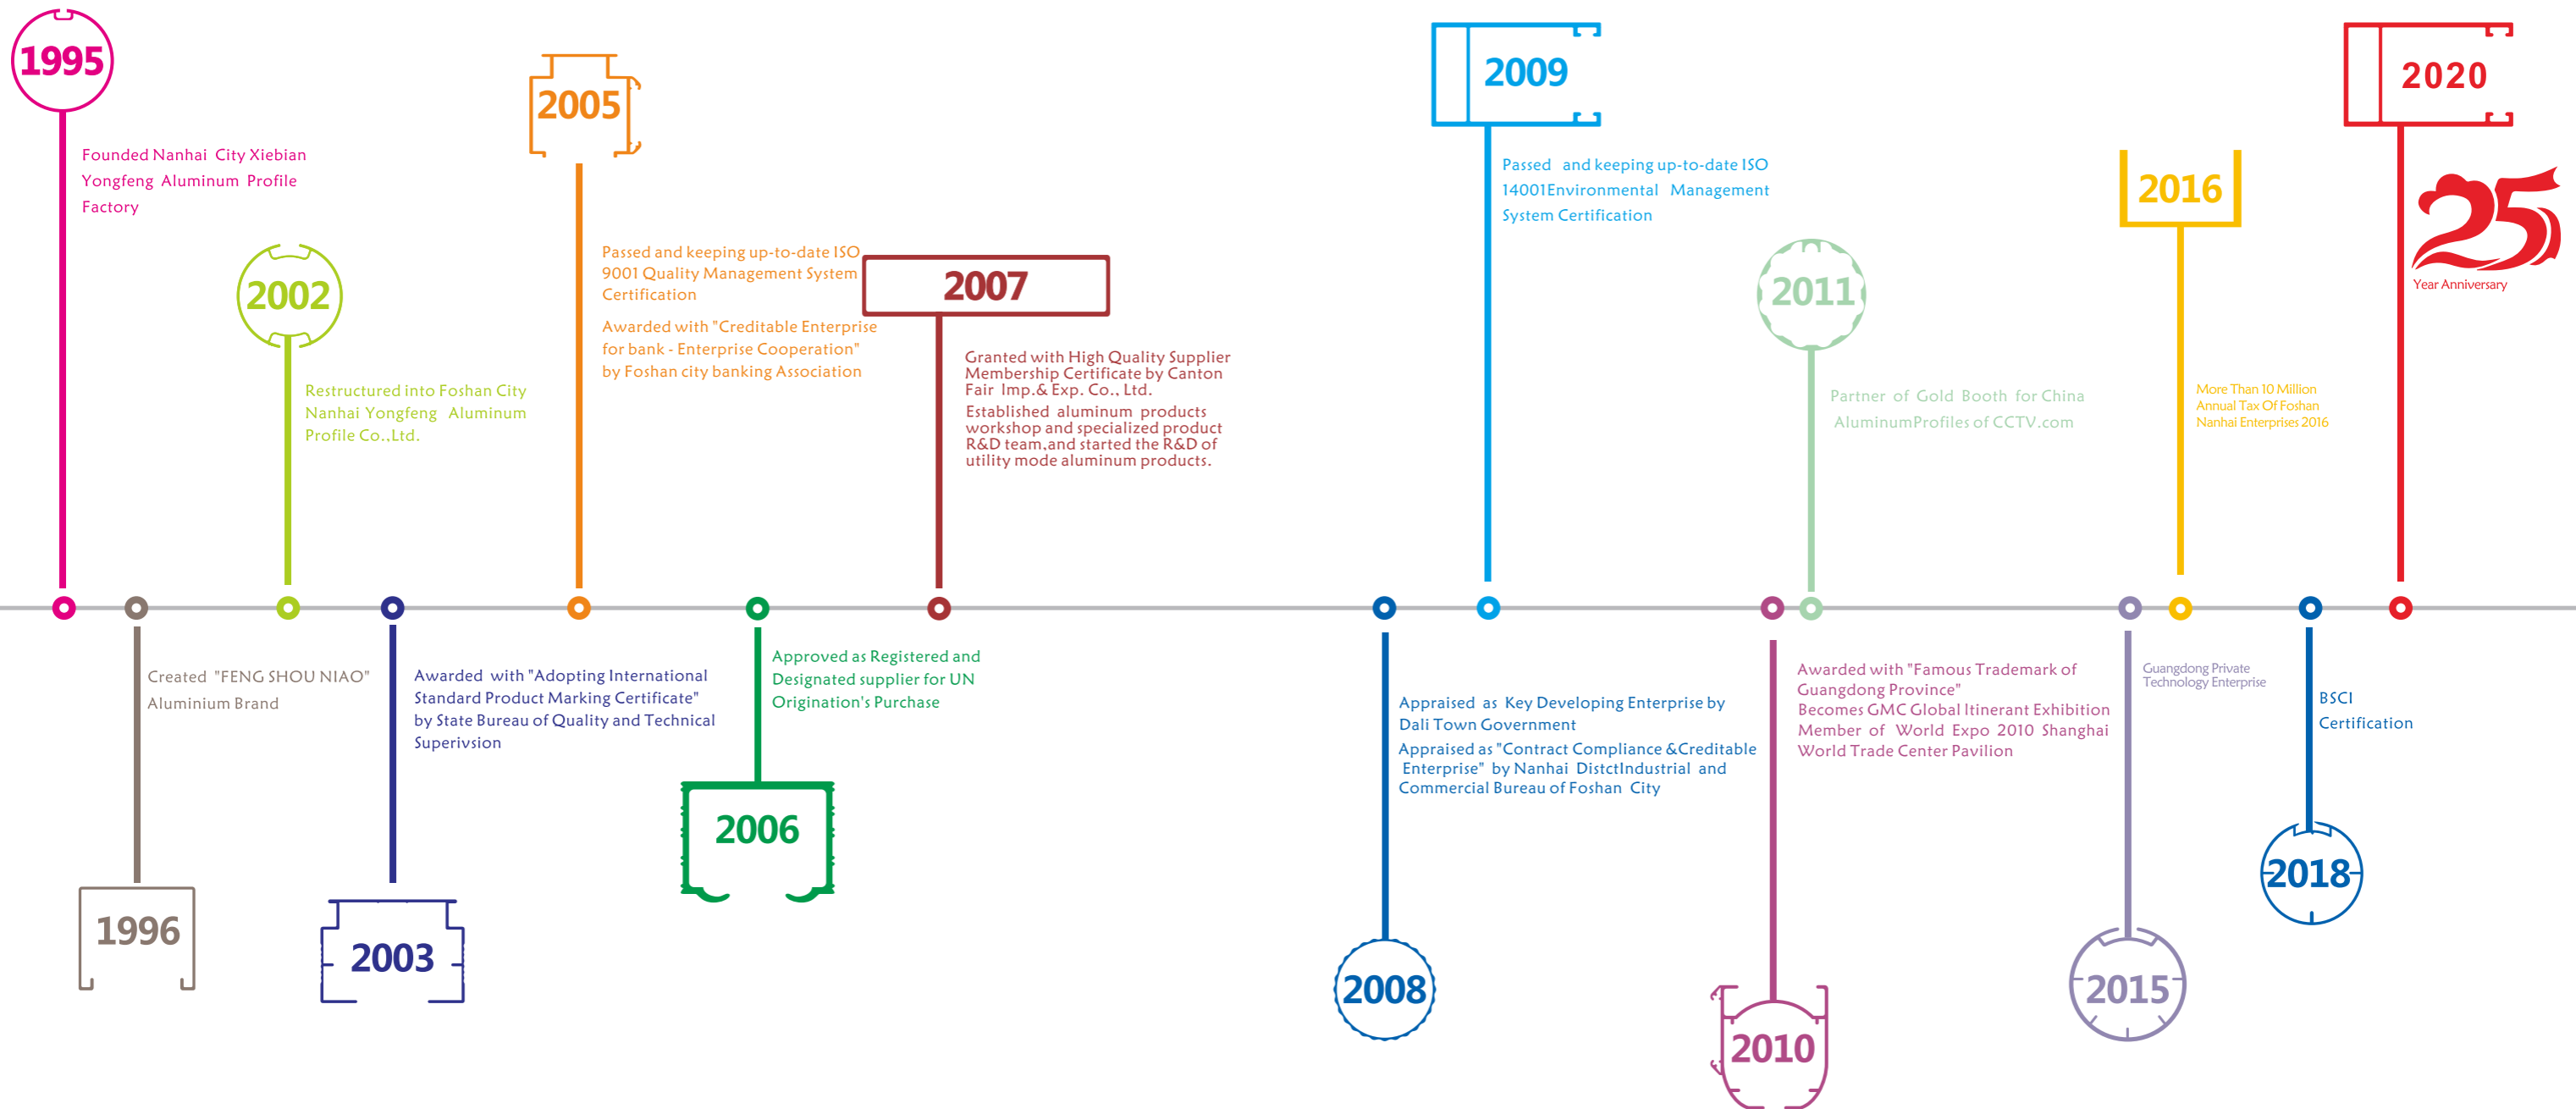 1995
Founded Nanhai City Xiebian
Yongfeng Aluminum Profile
Factory
1996
Created "FENG SHOU NIAO"
Aluminium Brand
2002
Restructured into Foshan City
Nanhai Yongfeng Aluminum
Profile Co.,Ltd.
2003
Awarded with "Adopting International
Standard Product Marking Certificate"
by State Bureau of Quality and Technical
Superivsion
2005
Passed and keeping up-to-date ISO
9001 Quality Management System
Certification
Awarded with "Creditable Enterprise
for bank - Enterprise Cooperation"
by Foshan city banking Association
2006
Approved as Registered and
Designated supplier for UN
Origination's Purchase
2007
Granted with High Quality Supplier
Membership Certificate by Canton
Fair Imp.& Exp. Co., Ltd.
Established aluminum products
workshop and specialized product
R&D team,and started the R&D of
utility mode aluminum products.
2008
Appraised as Key Developing Enterprise by
Dali Town Government
Appraised as "Contract Compliance &Creditable
Enterprise" by Nanhai DistctIndustrial and
Commercial Bureau of Foshan City
2009
Passed and keeping up-to-date ISO
14001Environmental Management
System Certification
2010
Awarded with "Famous Trademark of
Guangdong Province"
Becomes GMC Global Itinerant Exhibition
Member of World Expo 2010 Shanghai
World Trade Center Pavilion
2011
Partner of Gold Booth for China
AluminumProfiles of CCTV.com
2015
Guangdong Private
Technology Enterprise
2016
More Than 10 Million
Annual Tax Of Foshan
Nanhai Enterprises 2016
2018
BSCI
Certification
2020
25
Year Anniversary